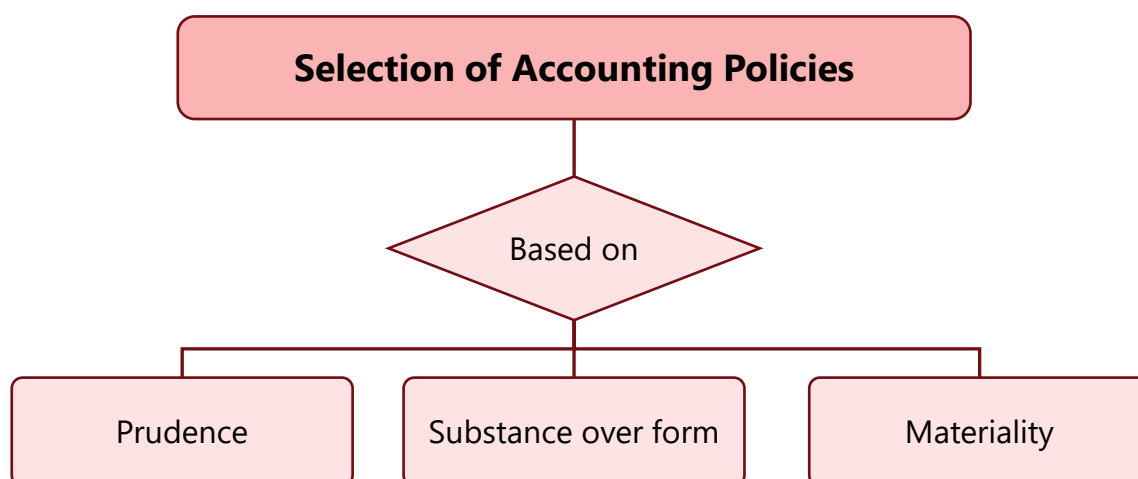 Selection of Accounting Policies
Based on
Prudence
Substance over form
Materiality